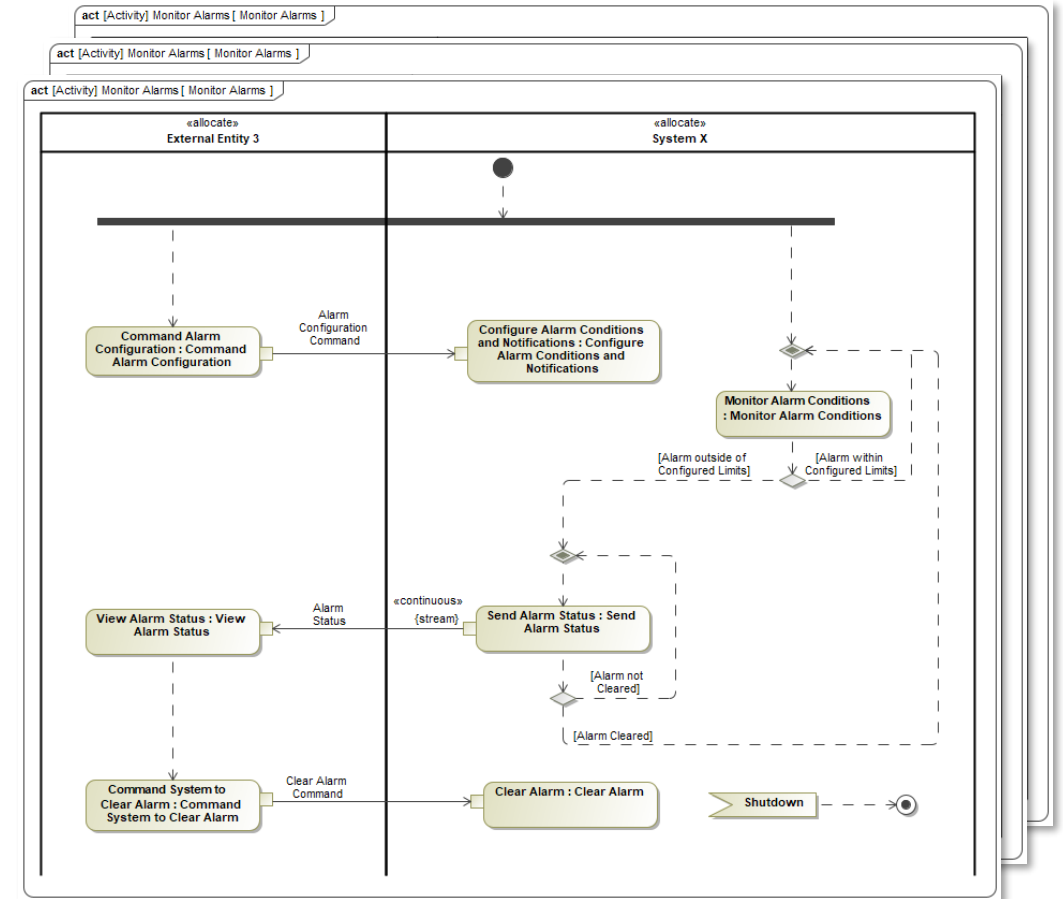 act [Activity] Monitor Alarms [ Monitor Alarms ]
act [Activity] Monitor Alarms [ Monitor Alarms ]
act [Activity] Monitor Alarms [ Monitor Alarms ]
«allocate»
External Entity 3
«allocate»
System X
Command Alarm
Configuration : Command
Alarm Configuration
Alarm
Configuration
Command
Configure Alarm Conditions
and Notifications : Configure
Alarm Conditions and
Notifications
Monitor Alarm Conditions
: Monitor Alarm Conditions
[Alarm outside of
Configured Limits]
[Alarm within
Configured Limits]
View Alarm Status : View
Alarm Status
Alarm
Status
«continuous»
{stream}
Send Alarm Status : Send
Alarm Status
[Alarm not
Cleared]
[Alarm Cleared]
Command System to
Clear Alarm : Command
System to Clear Alarm
Clear Alarm
Command
Clear Alarm : Clear Alarm
Shutdown